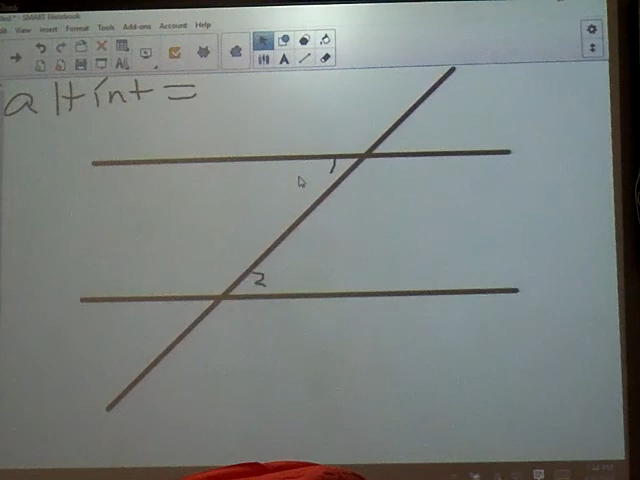 SMART Notebook
View Insert Format Tools Add-ons Account Help
alt int =
1
2